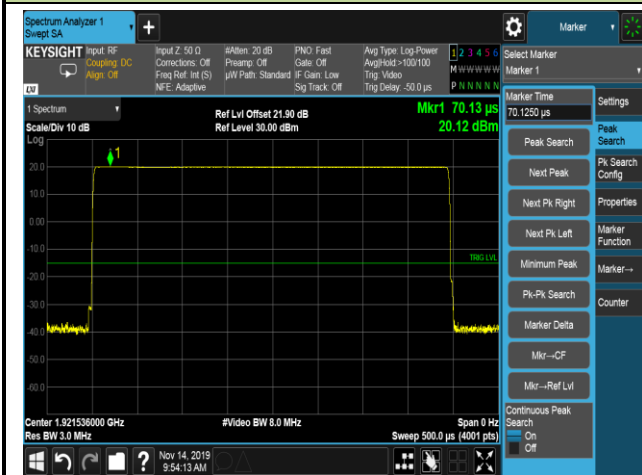 Spectrum Analyzer 1
Swept SA
+
Marker
KEYSIGHT
Input: RF
Coupling: DC
Align: Off
Input Z: 50 Ω
Corrections: Off
Freq Ref: Int (S)
NFE: Adaptive
#Atten: 20 dB
Preamp: Off
µW Path: Standard
PNO: Fast
Gate: Off
IF Gain: Low
Sig Track: Off
Avg Type: Log-Power
Avg|Hold:>100/100
Trig: Video
Trig Delay: -50.0 µs
1 2 3 4 5 6
M W W W W W
P N N N N N
LXI
Select Marker
Marker 1
1 Spectrum
Scale/Div 10 dB
Log
Ref Lvl Offset 21.90 dB
Ref Level 30.00 dBm
Mkr1 70.13 µs
20.12 dBm
1
20.0
10.0
0.00
-10.0
-20.0
-30.0
-40.0
-50.0
-60.0
TRIG LVL
Center 1.921536000 GHz
Res BW 3.0 MHz
#Video BW 8.0 MHz
Span 0 Hz
Sweep 500.0 µs (4001 pts)
Marker Time
70.1250 µs
Peak Search
Next Peak
Next Pk Right
Next Pk Left
Minimum Peak
Pk-Pk Search
Marker Delta
Mkr→CF
Mkr→Ref Lvl
Continuous Peak
Search
On
Off
Settings
Peak
Search
Pk Search
Config
Properties
Marker
Function
Marker→
Counter
?
Nov 14, 2019
9:54:13 AM